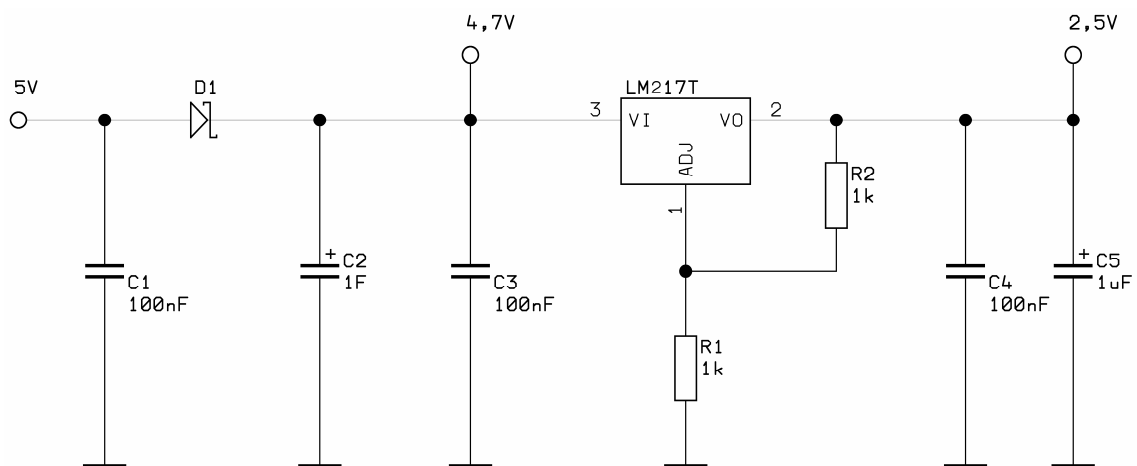 4,7V
2,5V
5V
D1
LM217T
3
VI
VO
2
ADJ
1
R2
1k
C1
100nF
+
C2
1F
C3
100nF
R1
1k
C4
100nF
+
C5
1uF